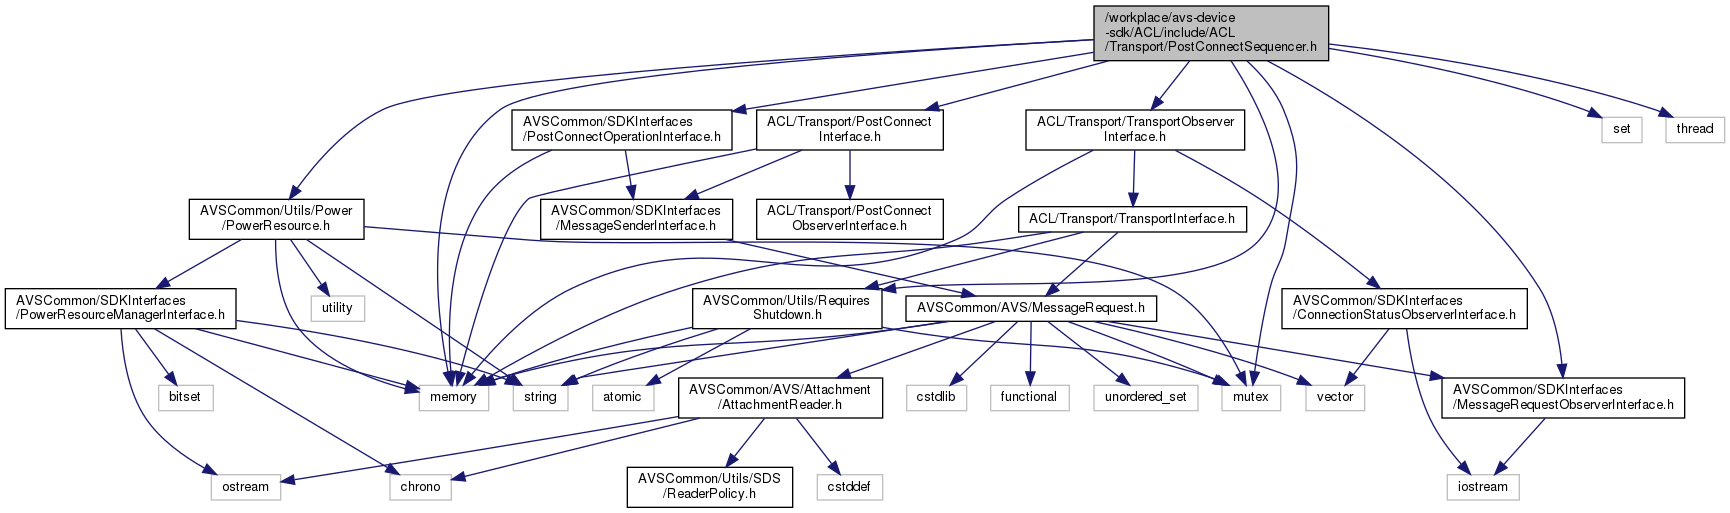 /workplace/avs-device
-sdk/ACL/include/ACL
/Transport/PostConnectSequencer.h
AVSCommon/SDKInterfaces
/PostConnectOperationInterface.h
ACL/Transport/PostConnect
Interface.h
ACL/Transport/TransportObserver
Interface.h
set
thread
AVSCommon/Utils/Power
/PowerResource.h
AVSCommon/SDKInterfaces
/MessageSenderInterface.h
ACL/Transport/PostConnect
ObserverInterface.h
ACL/Transport/TransportInterface.h
AVSCommon/SDKInterfaces
/PowerResourceManagerInterface.h
utility
AVSCommon/Utils/Requires
Shutdown.h
AVSCommon/AVS/MessageRequest.h
AVSCommon/SDKInterfaces
/ConnectionStatusObserverInterface.h
bitset
memory
string
atomic
AVSCommon/AVS/Attachment
/AttachmentReader.h
cstdlib
functional
unordered_set
mutex
vector
AVSCommon/SDKInterfaces
/MessageRequestObserverInterface.h
ostream
chrono
AVSCommon/Utils/SDS
/ReaderPolicy.h
cstddef
iostream